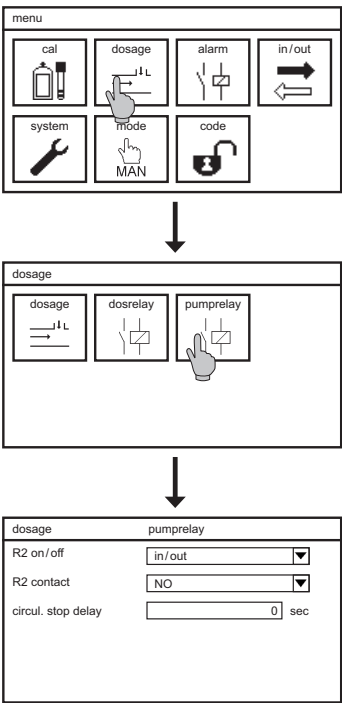 menu
cal dosage alarm in/out
system mode code
MAN
dosage
dosage dosrelay pumprelay
dosage pumprelay
R2 on/off in/out
R2 contact NO
circul. stop delay 0 sec